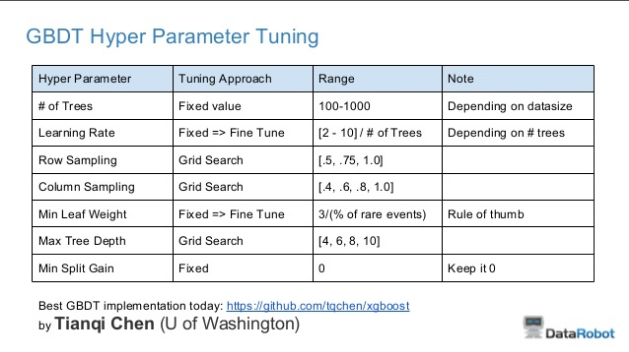 GBDT Hyper Parameter Tuning
Hyper Parameter Tuning Approach Range Note
# of Trees Fixed value 100-1000 Depending on datasize
Learning Rate Fixed => Fine Tune [2 - 10] / # of Trees Depending on # trees
Row Sampling Grid Search [.5, .75, 1.0]
Column Sampling Grid Search [.4, .6, .8, 1.0]
Min Leaf Weight Fixed => Fine Tune 3/(% of rare events) Rule of thumb
Max Tree Depth Grid Search [4, 6, 8, 10]
Min Split Gain Fixed 0 Keep it 0
Best GBDT implementation today: https://github.com/tqchen/xgboost
by Tianqi Chen (U of Washington)
DataRobot